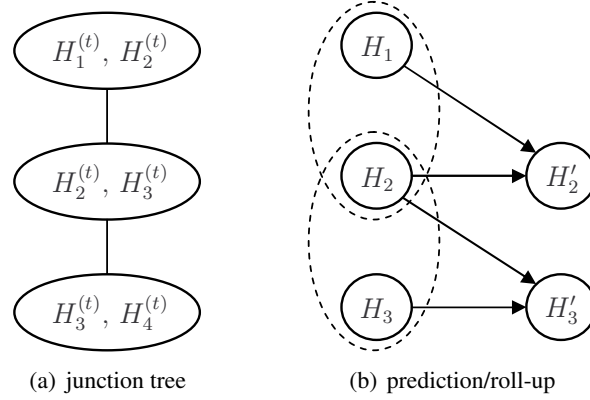 H_1^{(t)}, H_2^{(t)}
H_2^{(t)}, H_3^{(t)}
H_3^{(t)}, H_4^{(t)}
(a) junction tree
H_1
H_2
H_2'
H_3
H_3'
(b) prediction/roll-up